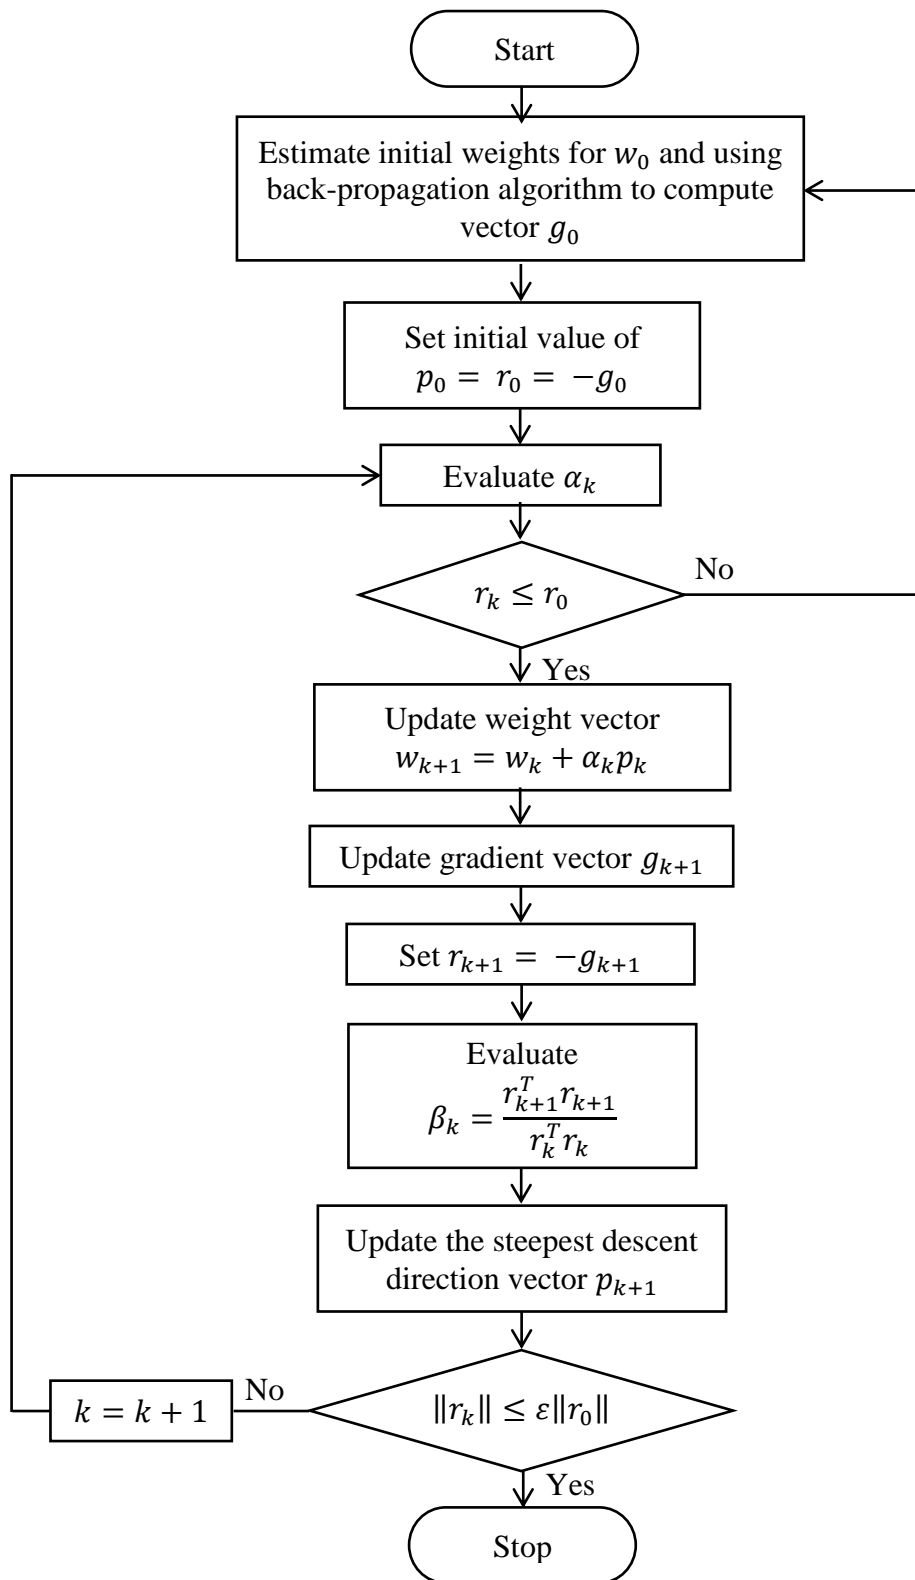 Start
Estimate initial weights for w₀ and using
back-propagation algorithm to compute
vector g₀
Set initial value of
p₀ = r₀ = −g₀
Evaluate αₖ
rₖ ≤ r₀
No
Yes
Update weight vector
wₖ₊₁ = wₖ + αₖpₖ
Update gradient vector gₖ₊₁
Set rₖ₊₁ = −gₖ₊₁
Evaluate
βₖ = rᵀₖ₊₁rₖ₊₁ / rᵀₖrₖ
Update the steepest descent
direction vector pₖ₊₁
‖rₖ‖ ≤ ε‖r₀‖
No
k = k + 1
Yes
Stop